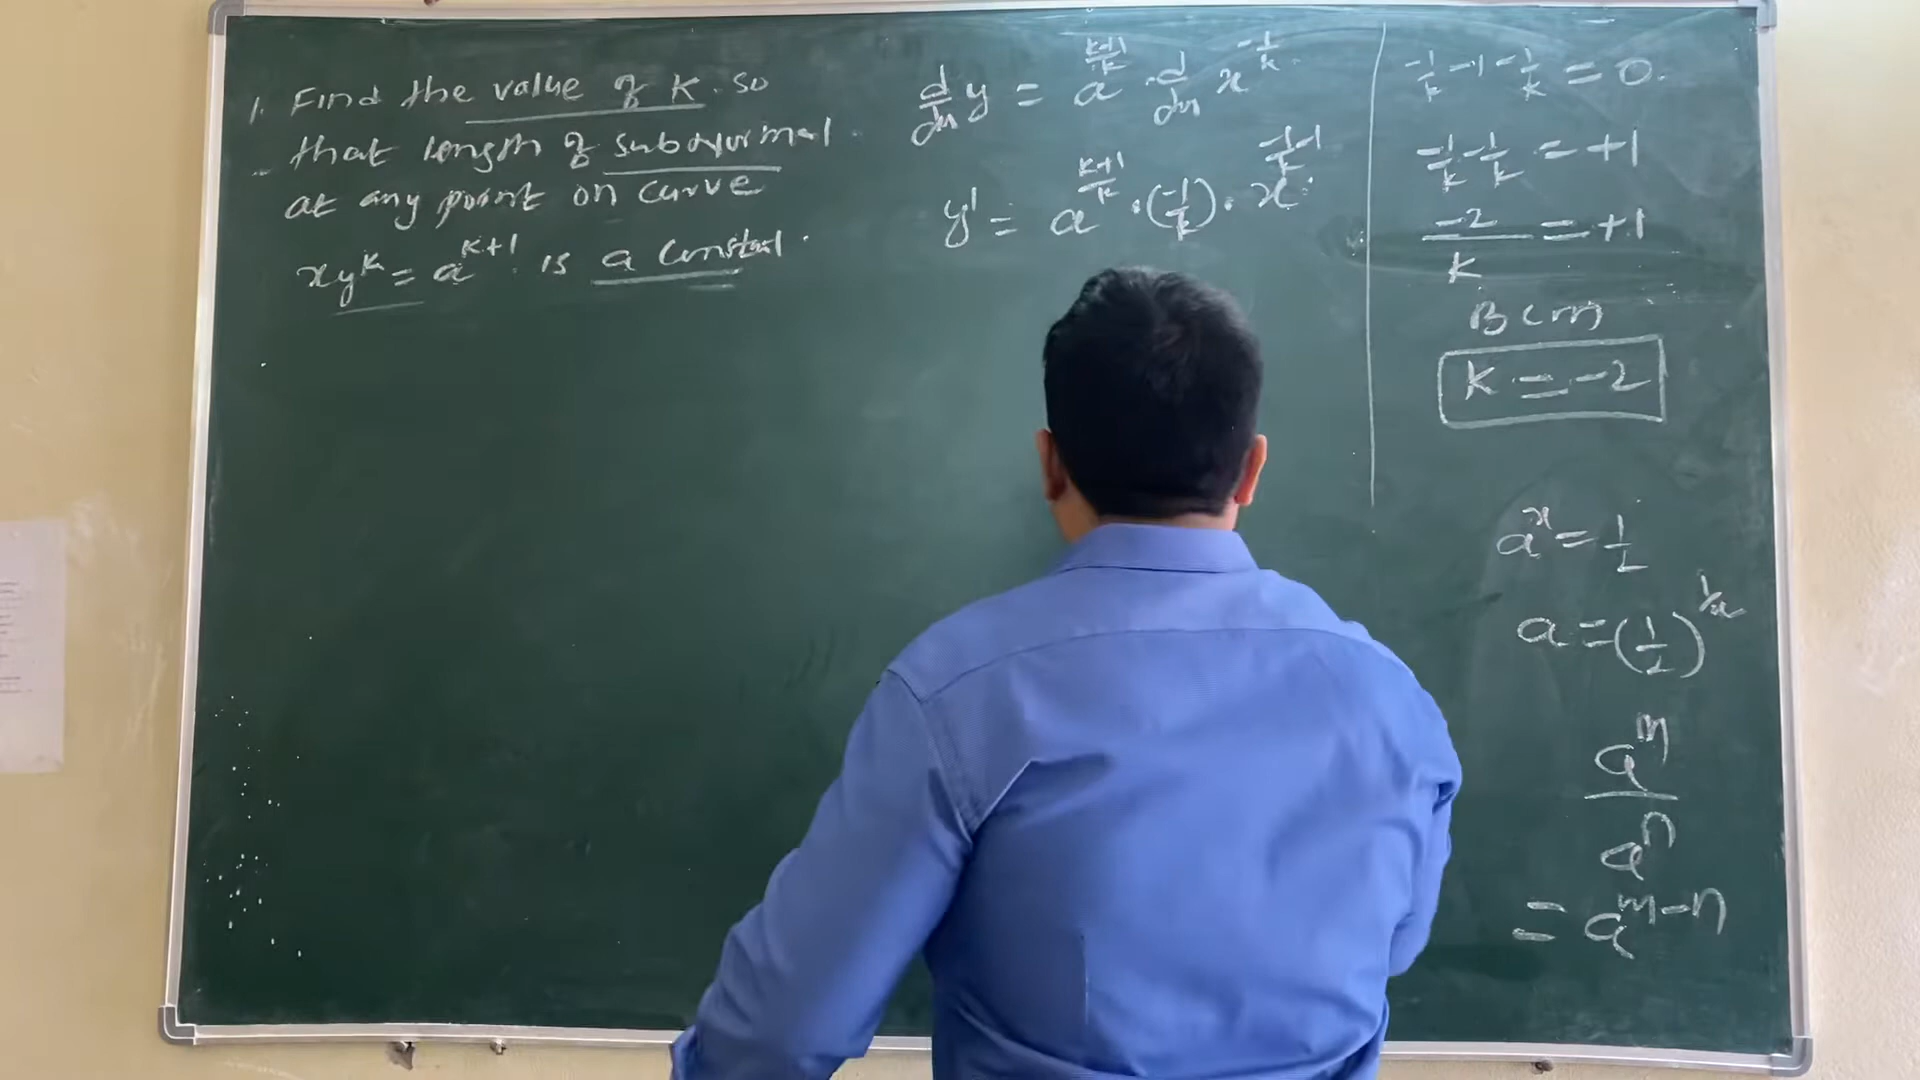 1. Find the value of K so
that length of subnormal
at any point on curve
xy^k = a^(k+1) is a constant.
d/dx y = a^((k+1)/k) · d/dx x^(-1/k)
y' = a^((k+1)/k) · (-1/k) · x^(-1/k-1)
-1/k -1 -1/k = 0.
-1/k -1/k = +1
-2/k = +1
B cm
K = -2
a^x = 1/2
a = (1/2)^(1/x)
a^m
a^n
= a^(m-n)